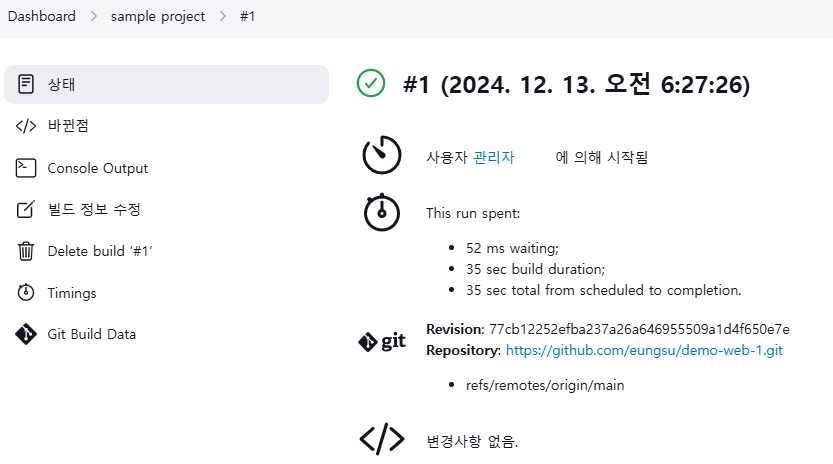 Dashboard > sample project > #1
상태
바뀐점
Console Output
빌드 정보 수정
Delete build ‘#1’
Timings
Git Build Data
#1 (2024. 12. 13. 오전 6:27:26)
사용자 관리자 에 의해 시작됨
This run spent:
• 52 ms waiting;
• 35 sec build duration;
• 35 sec total from scheduled to completion.
git
Revision: 77cb12252efba237a26a646955509a1d4f650e7e
Repository: https://github.com/eungsu/demo-web-1.git
• refs/remotes/origin/main
변경사항 없음.